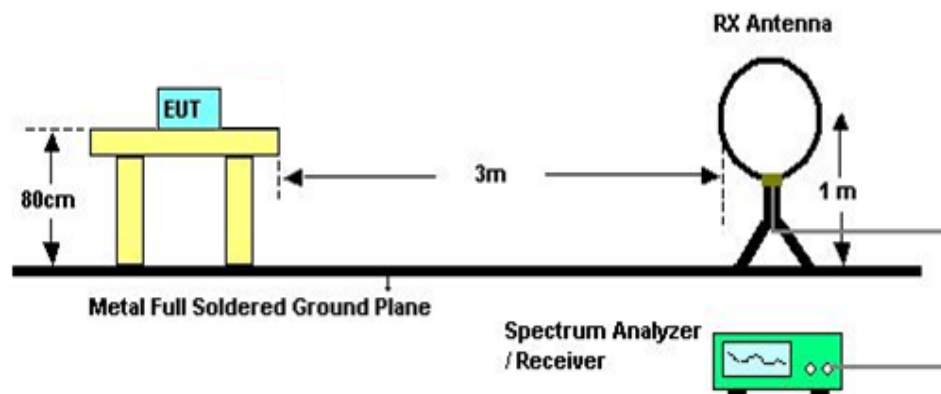 RX Antenna
EUT
80cm
3m
1 m
Metal Full Soldered Ground Plane
Spectrum Analyzer
/ Receiver